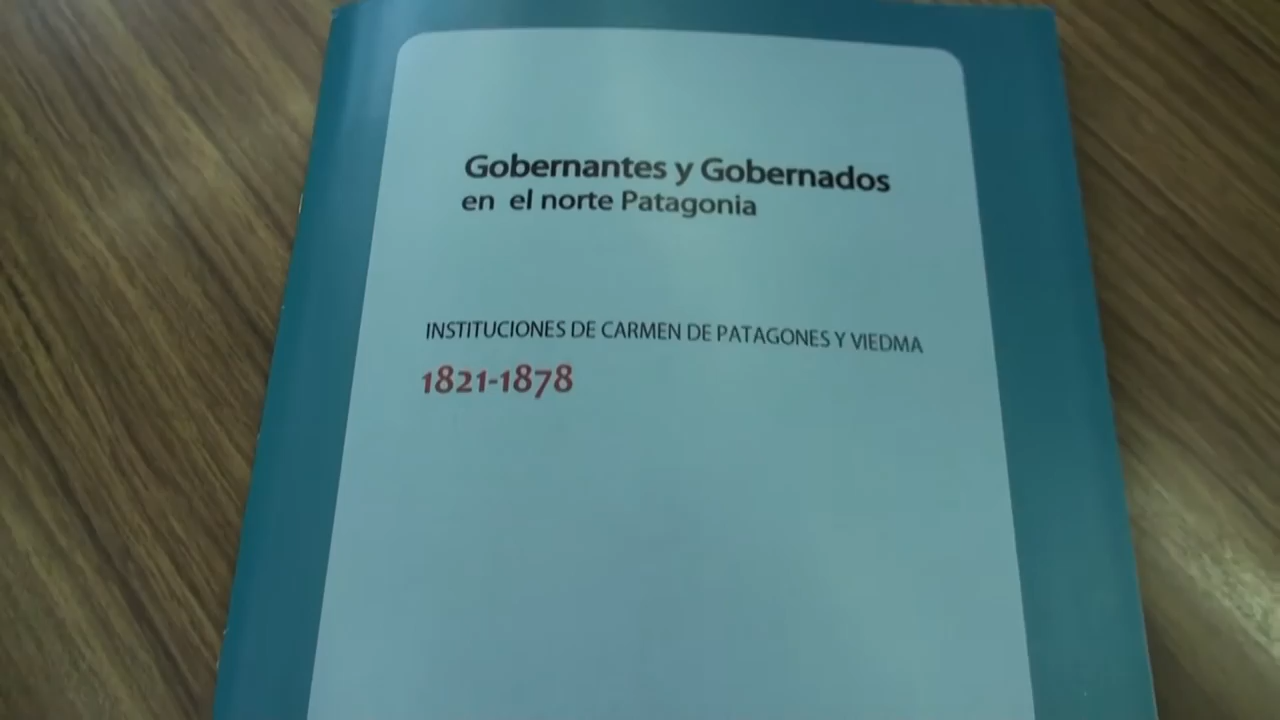 Gobernantes y Gobernados
en el norte Patagonia
INSTITUCIONES DE CARMEN DE PATAGONES Y VIEDMA
1821-1878